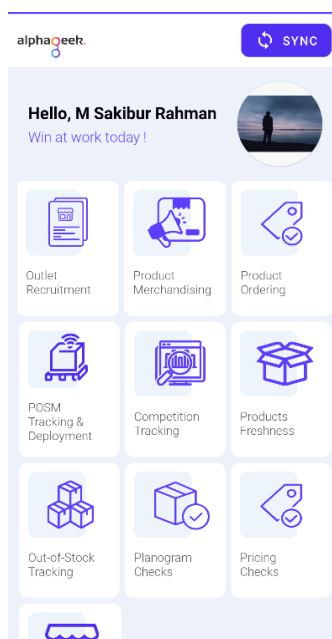 alphageek.
SYNC
Hello, M Sakibur Rahman
Win at work today !
Outlet
Recruitment
Product
Merchandising
Product
Ordering
POSM
Tracking &
Deployment
Competition
Tracking
Products
Freshness
Out-of-Stock
Tracking
Planogram
Checks
Pricing
Checks